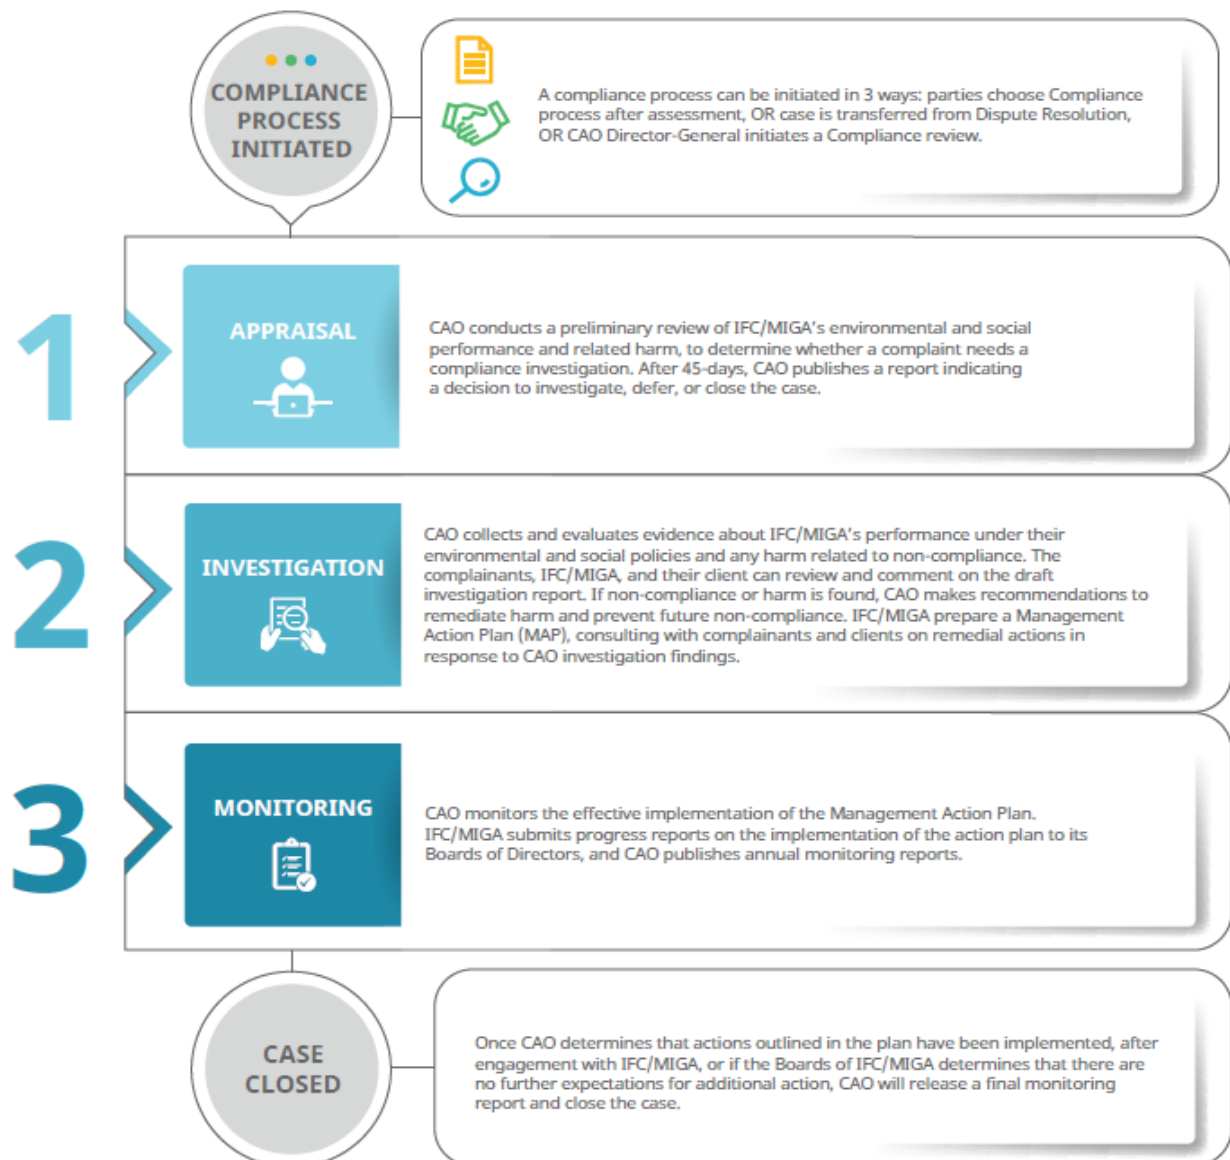 COMPLIANCE
PROCESS
INITIATED
A compliance process can be initiated in 3 ways: parties choose Compliance
process after assessment, OR case is transferred from Dispute Resolution,
OR CAO Director-General initiates a Compliance review.
1
APPRAISAL
CAO conducts a preliminary review of IFC/MIGA's environmental and social
performance and related harm, to determine whether a complaint needs a
compliance investigation. After 45-days, CAO publishes a report indicating
a decision to investigate, defer, or close the case.
2
INVESTIGATION
CAO collects and evaluates evidence about IFC/MIGA's performance under their
environmental and social policies and any harm related to non-compliance. The
complainants, IFC/MIGA, and their client can review and comment on the draft
investigation report. If non-compliance or harm is found, CAO makes recommendations to
remediate harm and prevent future non-compliance. IFC/MIGA prepare a Management
Action Plan (MAP), consulting with complainants and clients on remedial actions in
response to CAO investigation findings.
3
MONITORING
CAO monitors the effective implementation of the Management Action Plan.
IFC/MIGA submits progress reports on the implementation of the action plan to its
Boards of Directors, and CAO publishes annual monitoring reports.
CASE
CLOSED
Once CAO determines that actions outlined in the plan have been implemented, after
engagement with IFC/MIGA, or if the Boards of IFC/MIGA determines that there are
no further expectations for additional action, CAO will release a final monitoring
report and close the case.